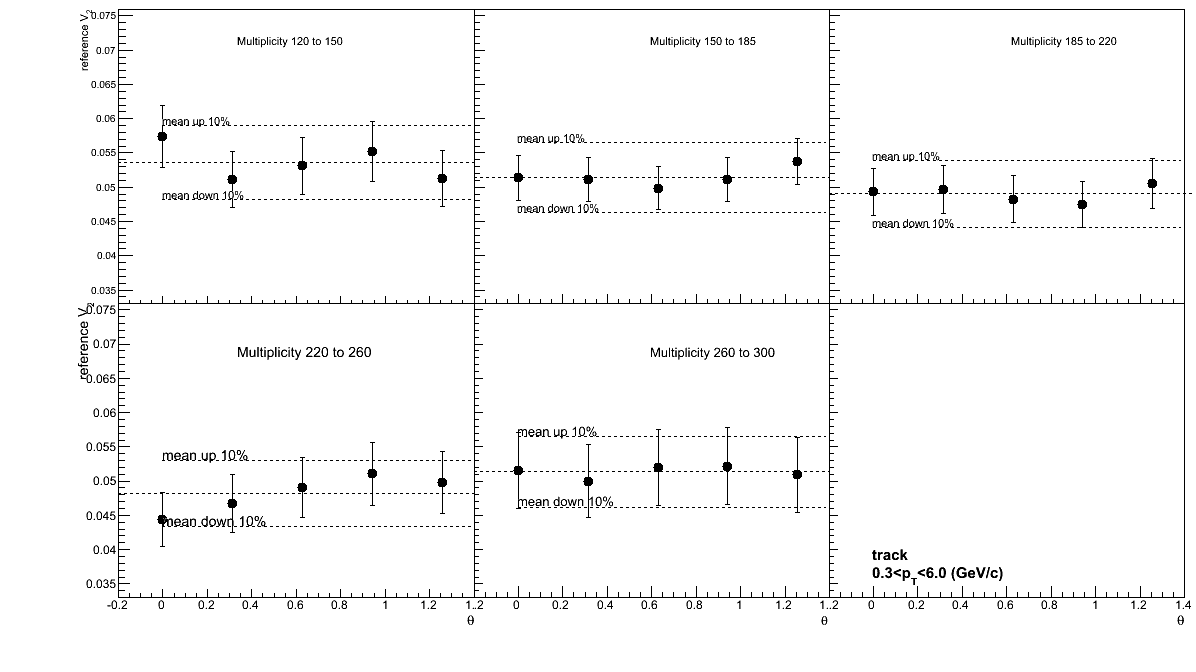 reference V2
0.075
0.07
0.065
0.06
0.055
0.05
0.045
0.04
0.035
Multiplicity 120 to 150
mean up 10%
mean down 10%
Multiplicity 150 to 185
mean up 10%
mean down 10%
Multiplicity 185 to 220
mean up 10%
mean down 10%
reference V2
0.075
0.07
0.065
0.06
0.055
0.05
0.045
0.04
0.035
Multiplicity 220 to 260
mean up 10%
mean down 10%
Multiplicity 260 to 300
mean up 10%
mean down 10%
track
0.3<pT<6.0 (GeV/c)
-0.2 0 0.2 0.4 0.6 0.8 1 1.2 1.2 0 0.2 0.4 0.6 0.8 1 1.2 1.2 0 0.2 0.4 0.6 0.8 1 1.2 1.4
θ θ θ